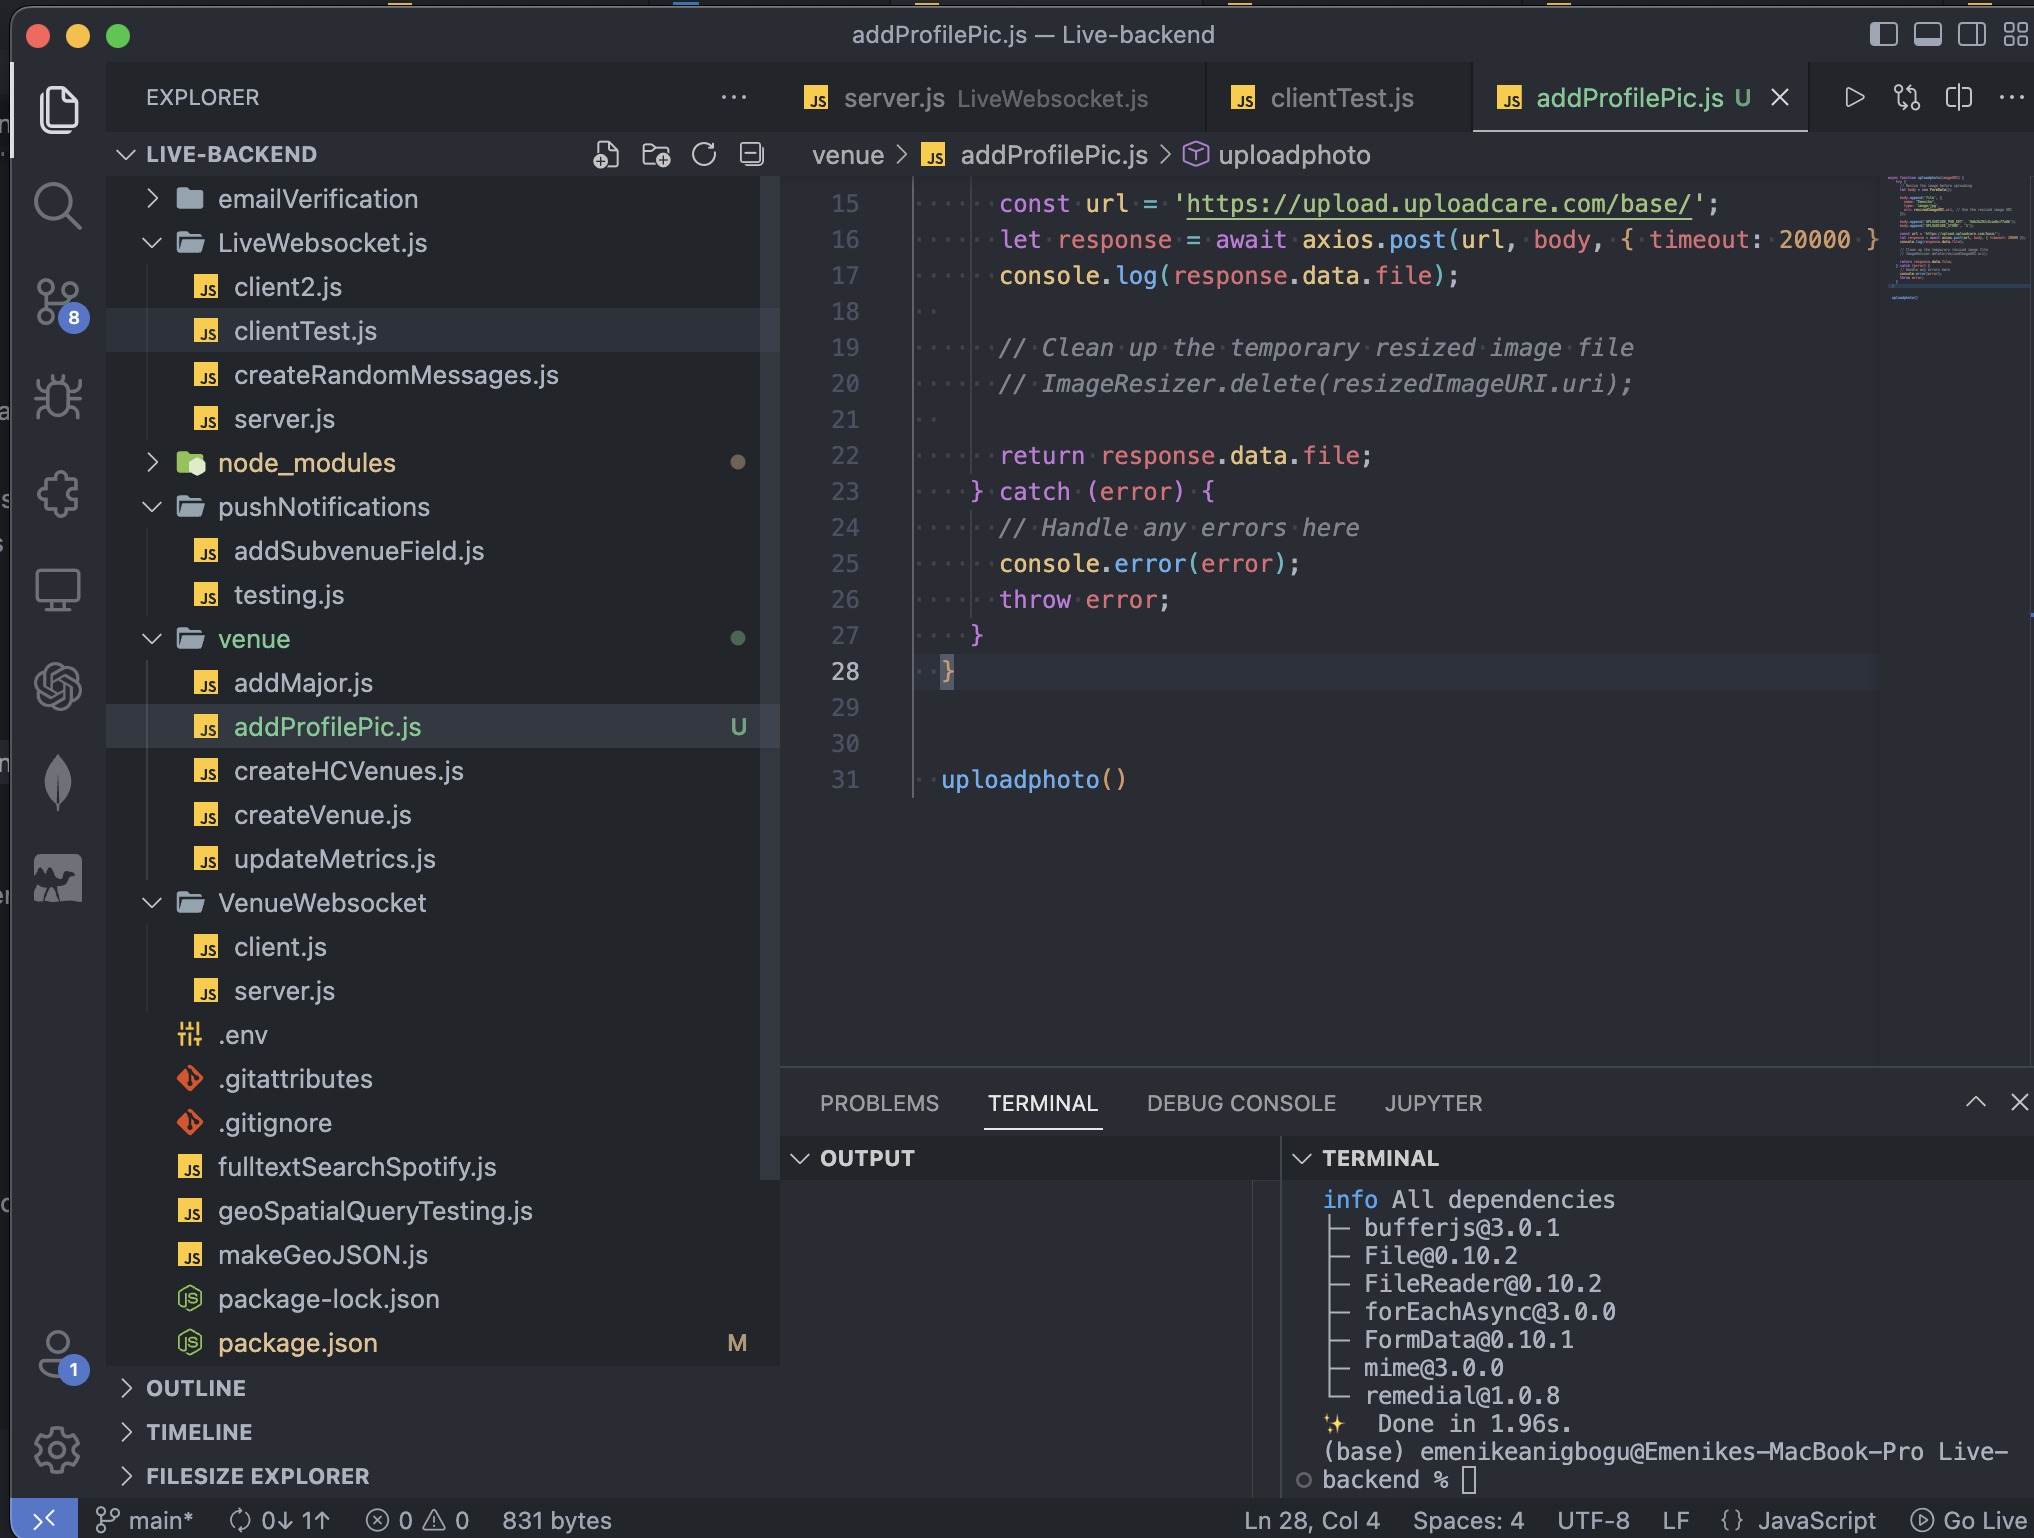 addProfilePic.js — Live-backend
EXPLORER
server.js LiveWebsocket.js
clientTest.js
addProfilePic.js U
LIVE-BACKEND
venue > addProfilePic.js > uploadphoto
emailVerification
LiveWebsocket.js
client2.js
clientTest.js
createRandomMessages.js
server.js
node_modules
pushNotifications
addSubvenueField.js
testing.js
venue
addMajor.js
addProfilePic.js U
createHCVenues.js
createVenue.js
updateMetrics.js
VenueWebsocket
client.js
server.js
.env
.gitattributes
.gitignore
fulltextSearchSpotify.js
geoSpatialQueryTesting.js
makeGeoJSON.js
package-lock.json
package.json M
OUTLINE
TIMELINE
FILESIZE EXPLORER
8
1
15 const url = 'https://upload.uploadcare.com/base/';
16 let response = await axios.post(url, body, { timeout: 20000 }
17 console.log(response.data.file);
18
19 // Clean up the temporary resized image file
20 // ImageResizer.delete(resizedImageURI.uri);
21
22 return response.data.file;
23 } catch (error) {
24 // Handle any errors here
25 console.error(error);
26 throw error;
27 }
28 }
29
30
31 uploadphoto()
PROBLEMS TERMINAL DEBUG CONSOLE JUPYTER
OUTPUT
TERMINAL
info All dependencies
├─ bufferjs@3.0.1
├─ File@0.10.2
├─ FileReader@0.10.2
├─ forEachAsync@3.0.0
├─ FormData@0.10.1
├─ mime@3.0.0
└─ remedial@1.0.8
✨ Done in 1.96s.
(base) emenikeanigbogu@Emenikes-MacBook-Pro Live-
backend %
main* 0↓ 1↑ 0 0 831 bytes Ln 28, Col 4 Spaces: 4 UTF-8 LF {} JavaScript Go Live